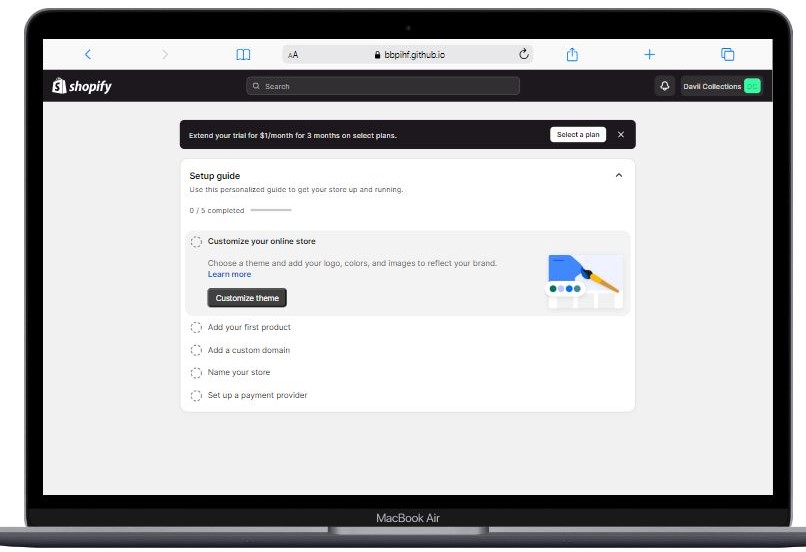 AA
bbpihf.github.io
shopify
Search
Davii Collections
Extend your trial for $1/month for 3 months on select plans.
Select a plan
Setup guide
Use this personalized guide to get your store up and running.
0 / 5 completed
Customize your online store
Choose a theme and add your logo, colors, and images to reflect your brand.
Learn more
Customize theme
Add your first product
Add a custom domain
Name your store
Set up a payment provider
MacBook Air